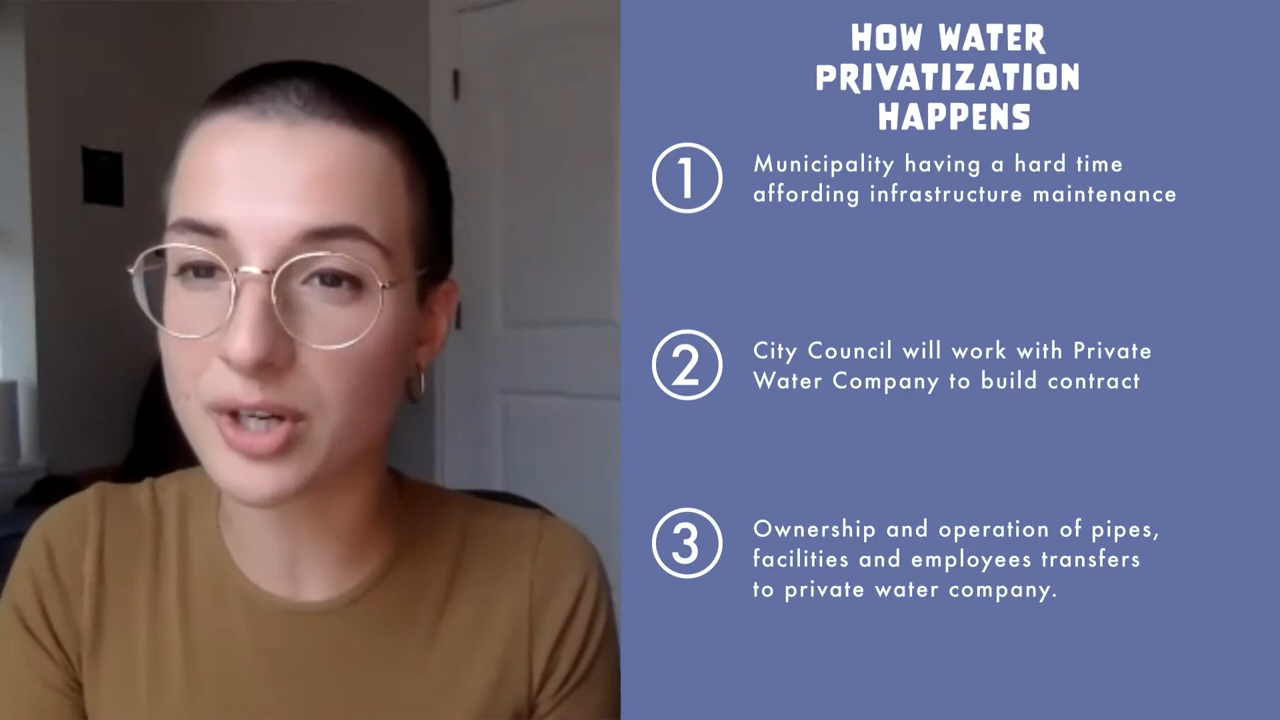 HOW WATER
PRIVATIZATION
HAPPENS
1 Municipality having a hard time
affording infrastructure maintenance
2 City Council will work with Private
Water Company to build contract
3 Ownership and operation of pipes,
facilities and employees transfers
to private water company.